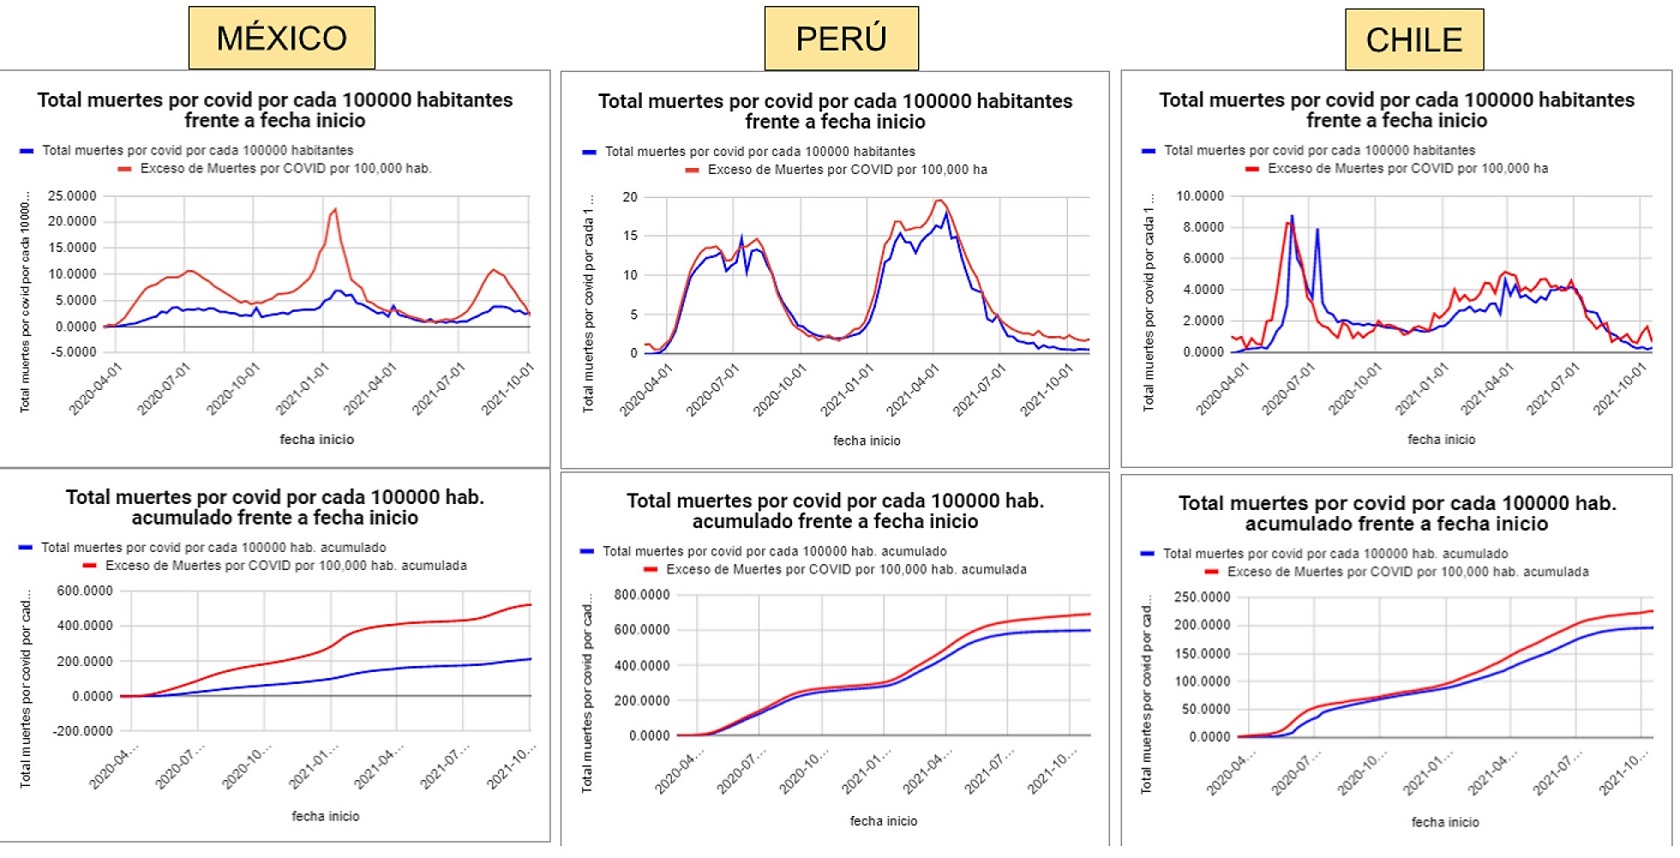 MÉXICO
PERÚ
CHILE
Total muertes por covid por cada 100000 habitantes
frente a fecha inicio
Total muertes por covid por cada 100000 habitantes
Exceso de Muertes por COVID por 100,000 hab.
Total muertes por covid por cada 10000...
25.0000
20.0000
15.0000
10.0000
5.0000
0.0000
-5.0000
2020-04-01
2020-07-01
2020-10-01
2021-01-01
2021-04-01
2021-07-01
2021-10-01
fecha inicio
Total muertes por covid por cada 100000 habitantes
frente a fecha inicio
Total muertes por covid por cada 100000 habitantes
Exceso de Muertes por COVID por 100,000 ha
Total muertes por covid por cada 1...
20
15
10
5
0
2020-04-01
2020-07-01
2020-10-01
2021-01-01
2021-04-01
2021-07-01
2021-10-01
fecha inicio
Total muertes por covid por cada 100000 habitantes
frente a fecha inicio
Total muertes por covid por cada 100000 habitantes
Exceso de Muertes por COVID por 100,000 ha
Total muertes por covid por cada 1...
10.0000
8.0000
6.0000
4.0000
2.0000
0.0000
2020-04-01
2020-07-01
2020-10-01
2021-01-01
2021-04-01
2021-07-01
2021-10-01
fecha inicio
Total muertes por covid por cada 100000 hab.
acumulado frente a fecha inicio
Total muertes por covid por cada 100000 hab. acumulado
Exceso de Muertes por COVID por 100,000 hab. acumulada
Total muertes por covid por cad...
600.0000
400.0000
200.0000
0.0000
-200.0000
2020-04...
2020-07...
2020-10...
2021-01...
2021-04...
2021-07...
2021-10...
fecha inicio
Total muertes por covid por cada 100000 hab.
acumulado frente a fecha inicio
Total muertes por covid por cada 100000 hab. acumulado
Exceso de Muertes por COVID por 100,000 hab. acumulada
Total muertes por covid por cad...
800.0000
600.0000
400.0000
200.0000
0.0000
2020-04...
2020-07...
2020-10...
2021-01...
2021-04...
2021-07...
2021-10...
fecha inicio
Total muertes por covid por cada 100000 hab.
acumulado frente a fecha inicio
Total muertes por covid por cada 100000 hab. acumulado
Exceso de Muertes por COVID por 100,000 hab. acumulada
Total muertes por covid por cad...
250.0000
200.0000
150.0000
100.0000
50.0000
0.0000
2020-04...
2020-07...
2020-10...
2021-01...
2021-04...
2021-07...
2021-10...
fecha inicio